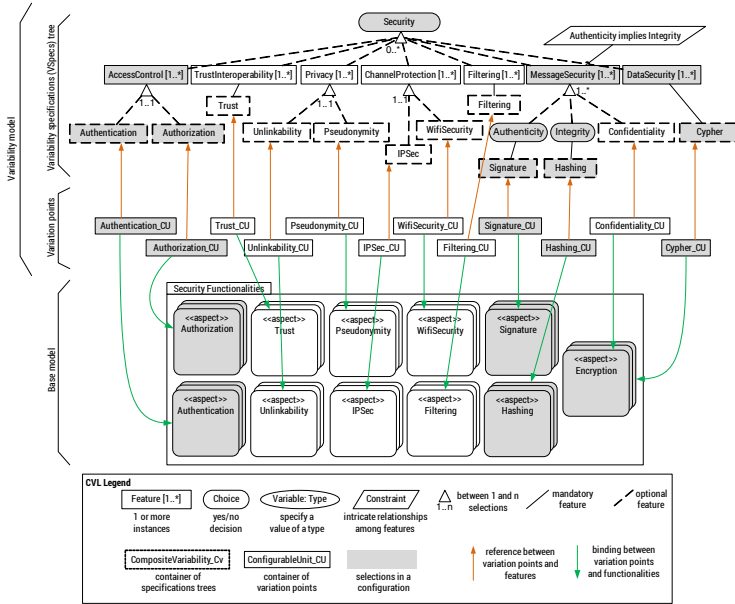 Security
0..*
Authenticity implies Integrity
AccessControl [1..*]
TrustInteroperability [1..*]
Privacy [1..*]
ChannelProtection [1..*]
Filtering [1..*]
MessageSecurity [1..*]
DataSecurity [1..*]
1..1
1..1
1..1
1..*
Trust
Filtering
Authentication
Authorization
Unlinkability
Pseudonymity
WifiSecurity
Authenticity
Integrity
Confidentiality
Cypher
IPSec
Signature
Hashing
Authentication_CU
Trust_CU
Pseudonymity_CU
WifiSecurity_CU
Signature_CU
Confidentiality_CU
Authorization_CU
Unlinkability_CU
IPSec_CU
Filtering_CU
Hashing_CU
Cypher_CU
Variability model
Variability specifications (VSpecs) tree
Variation points
Base model
Security Functionalities
<<aspect>>
Authorization
<<aspect>>
Trust
<<aspect>>
Pseudonymity
<<aspect>>
WifiSecurity
<<aspect>>
Signature
<<aspect>>
Encryption
<<aspect>>
Authentication
<<aspect>>
Unlinkability
<<aspect>>
IPSec
<<aspect>>
Filtering
<<aspect>>
Hashing
CVL Legend
Feature [1..*]
1 or more
instances
Choice
yes/no
decision
Variable: Type
specify a
value of a type
Constraint
intricate relationships
among features
1..n
between 1 and n
selections
mandatory
feature
optional
feature
CompositeVariability_Cv
container of
specifications trees
ConfigurableUnit_CU
container of
variation points
selections in a
configuration
reference between
variation points and
features
binding between
variation points
and functionalities